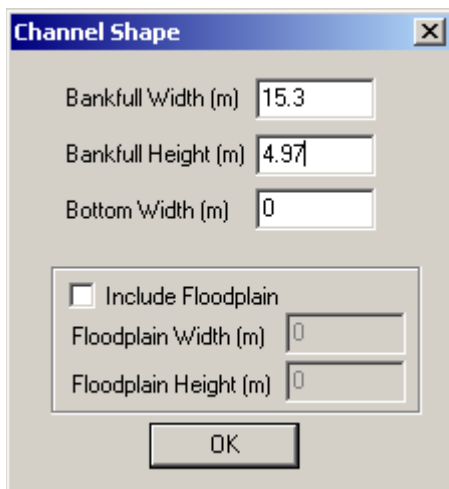 Channel Shape
Bankfull Width (m) 15.3
Bankfull Height (m) 4.97
Bottom Width (m) 0
Include Floodplain
Floodplain Width (m) 0
Floodplain Height (m) 0
OK